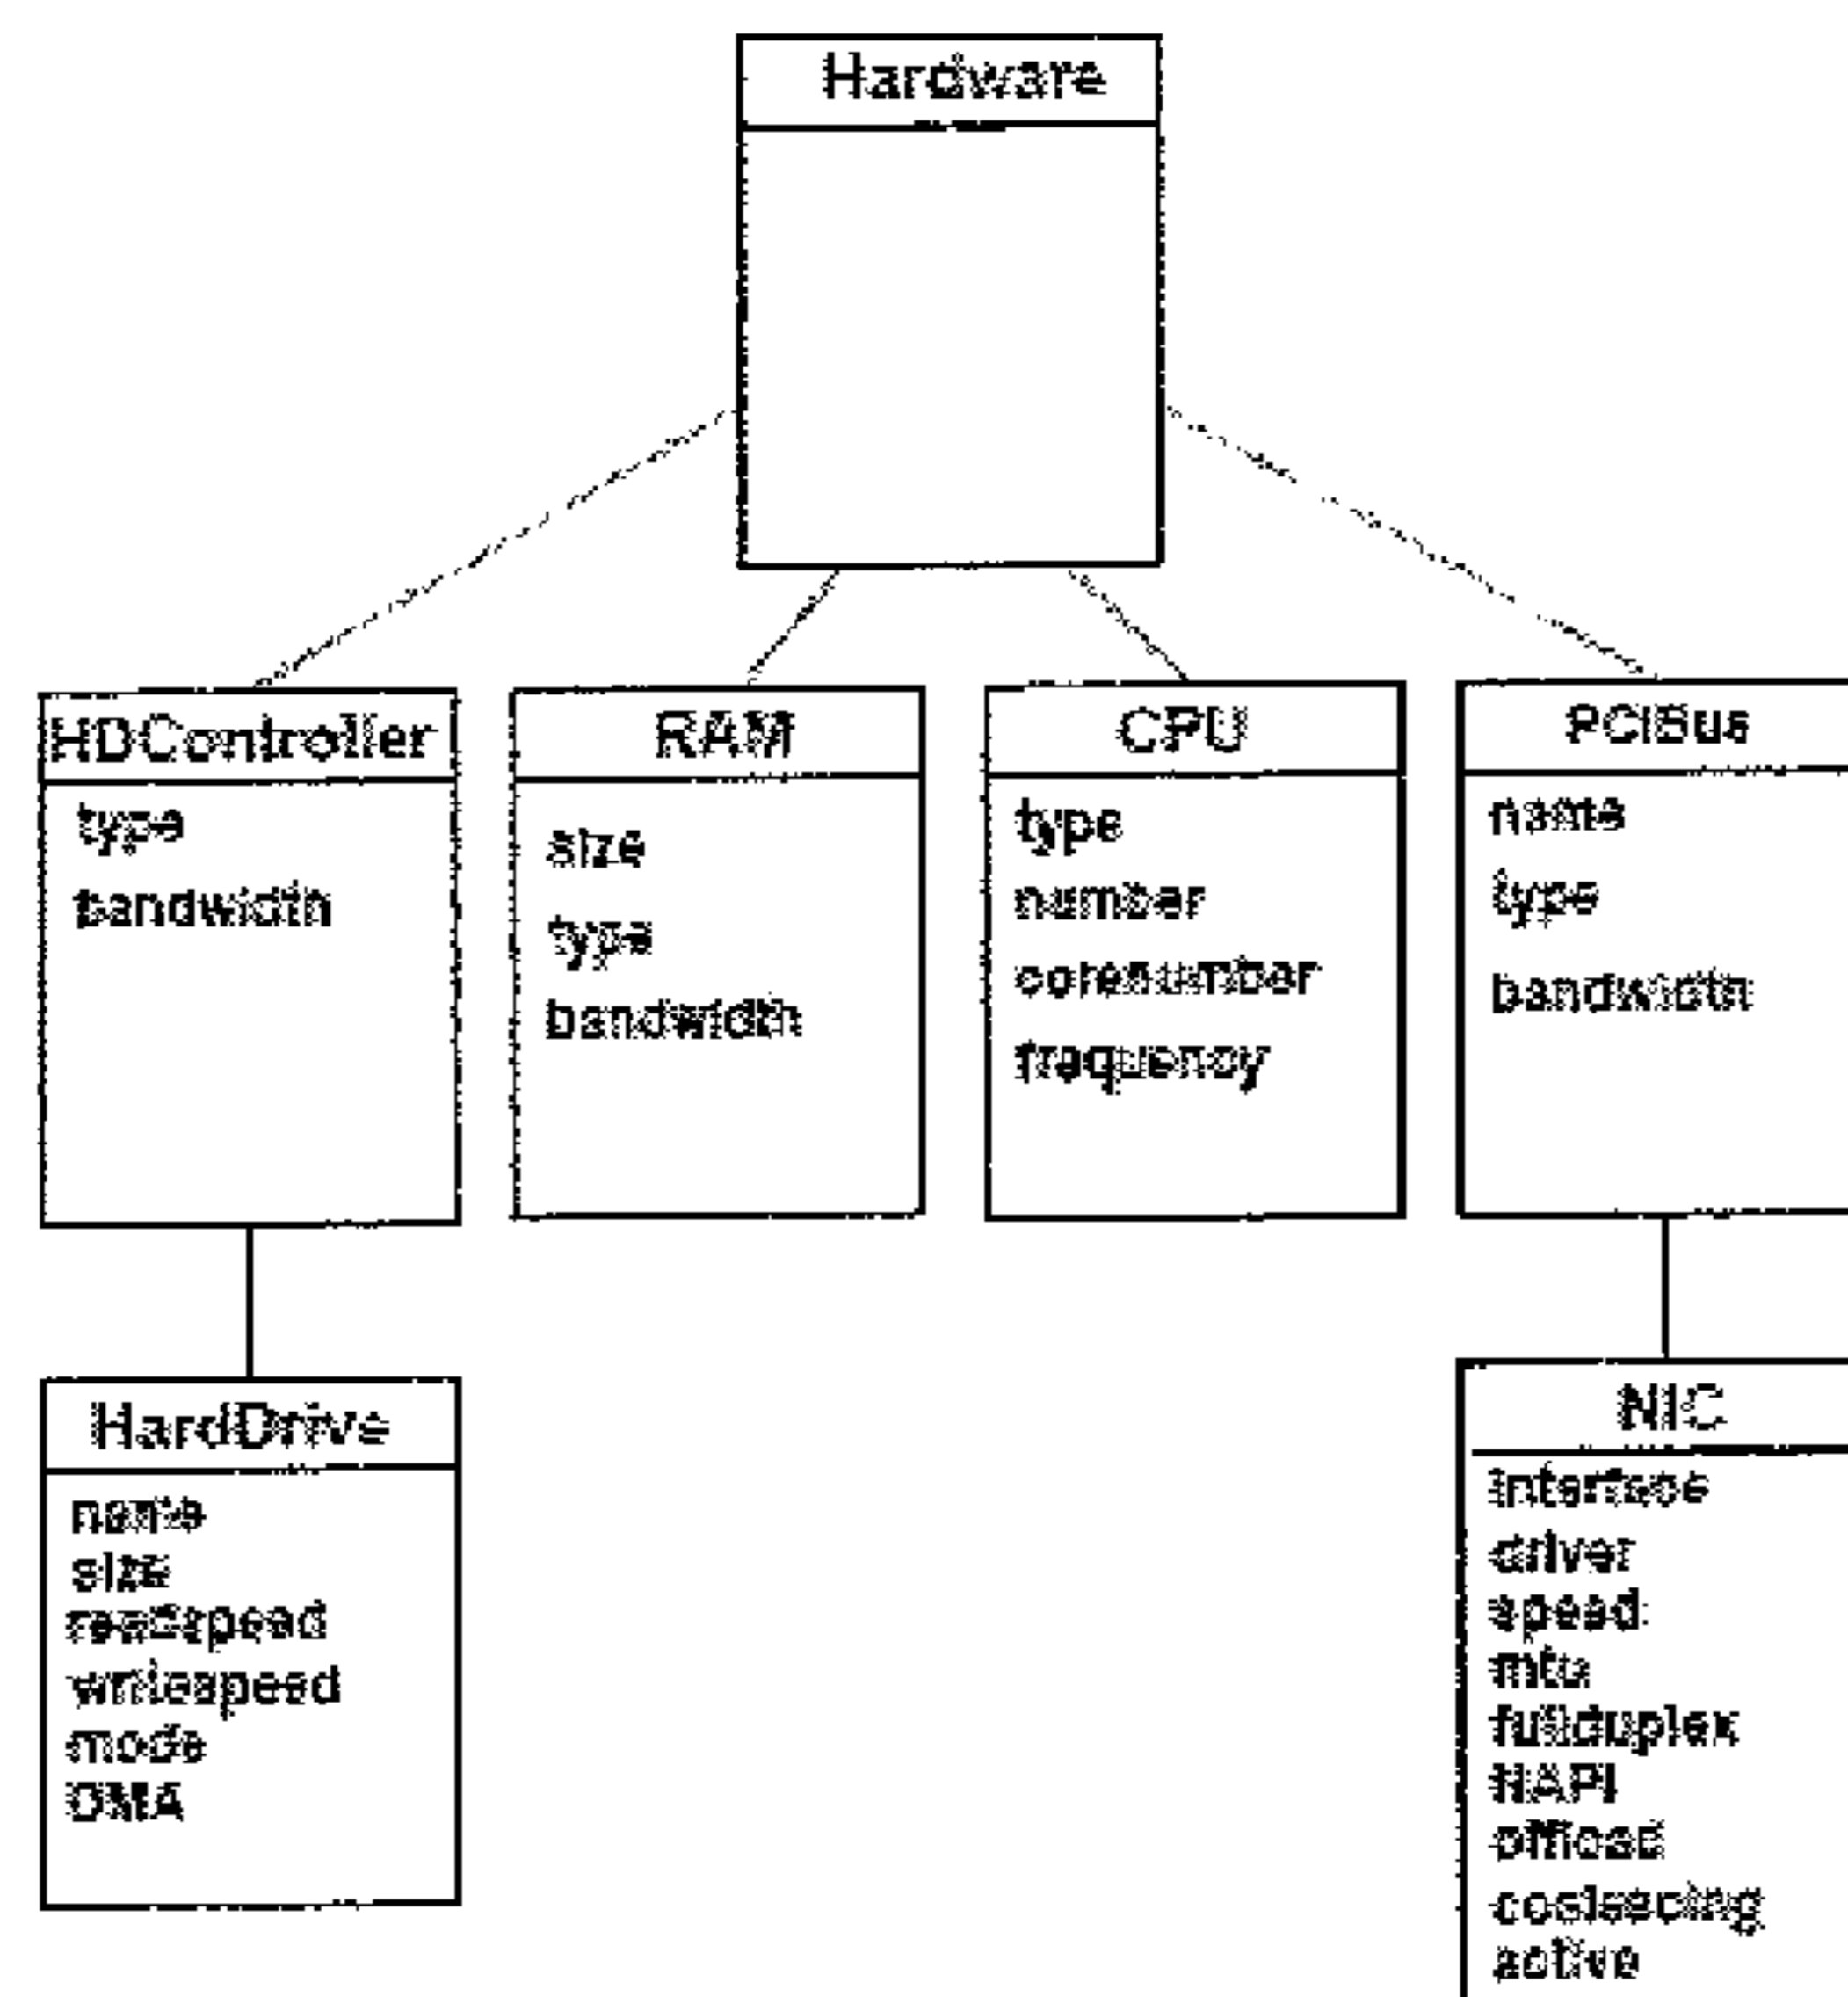 Hardware
HDController
type
bandwidth
RAM
size
type
bandwidth
CPU
type
number
corenumber
frequency
PCIBus
name
type
bandwidth
HardDrive
name
size
readspeed
writespeed
mode
DMA
NIC
interface
driver
speed
mtu
fullduplex
NAPI
offload
coalescing
active